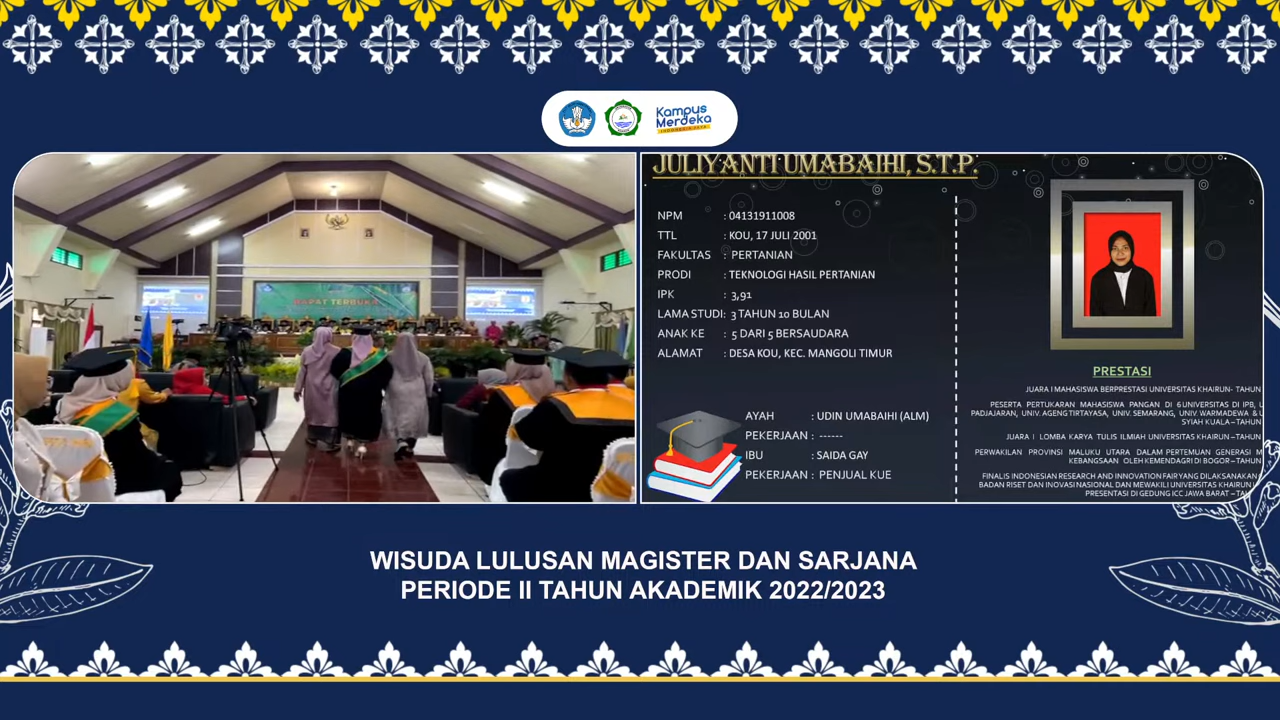 Kampus
Merdeka
INDONESIA JAYA
RAPAT TERBUKA
JULIYANTI UMABAIHI, S.T.P.
NPM : 04131911008
TTL : KOU, 17 JULI 2001
FAKULTAS : PERTANIAN
PRODI : TEKNOLOGI HASIL PERTANIAN
IPK : 3,91
LAMA STUDI: 3 TAHUN 10 BULAN
ANAK KE : 5 DARI 5 BERSAUDARA
ALAMAT : DESA KOU, KEC. MANGOLI TIMUR
AYAH : UDIN UMABAIHI (ALM)
PEKERJAAN : ------
IBU : SAIDA GAY
PEKERJAAN : PENJUAL KUE
PRESTASI
JUARA I MAHASISWA BERPRESTASI UNIVERSITAS KHAIRUN- TAHUN
PESERTA PERTUKARAN MAHASISWA PANGAN DI 6 UNIVERSITAS DI IPB, U
PADJAJARAN, UNIV. AGENG TIRTAYASA, UNIV. SEMARANG, UNIV. WARMADEWA & U
SYIAH KUALA –TAHUN
JUARA I LOMBA KARYA TULIS ILMIAH UNIVERSITAS KHAIRUN –TAHUN
PERWAKILAN PROVINSI MALUKU UTARA DALAM PERTEMUAN GENERASI M
KEBANGSAAN OLEH KEMENDAGRI DI BOGOR –TAHUN
FINALIS INDONESIAN RESEARCH AND INNOVATION FAIR YANG DILAKSANAKAN
BADAN RISET DAN INOVASI NASIONAL DAN MEWAKILI UNIVERSITAS KHAIRUN
PRESENTASI DI GEDUNG ICC JAWA BARAT –TA
WISUDA LULUSAN MAGISTER DAN SARJANA
PERIODE II TAHUN AKADEMIK 2022/2023